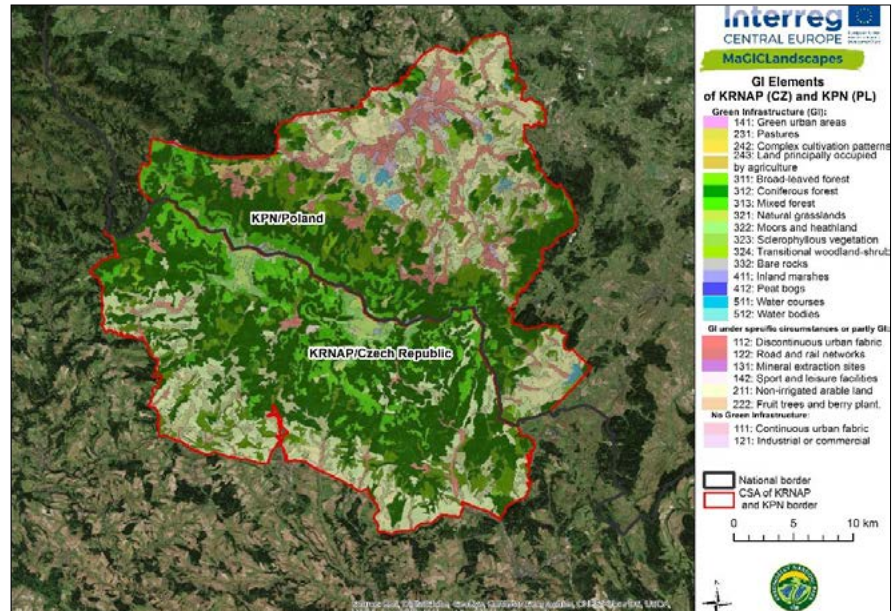 Interreg
CENTRAL EUROPE
MaGICLandscapes
GI Elements
of KRNAP (CZ) and KPN (PL)
Green Infrastructure (GI):
141: Green urban areas
231: Pastures
242: Complex cultivation patterns
243: Land principally occupied
by agriculture
311: Broad-leaved forest
312: Coniferous forest
313: Mixed forest
321: Natural grasslands
322: Moors and heathland
323: Sclerophyllous vegetation
324: Transitional woodland-shrub
332: Bare rocks
411: Inland marshes
412: Peat bogs
511: Water courses
512: Water bodies
GI under specific circumstances or partly GI:
112: Discontinuous urban fabric
122: Road and rail networks
131: Mineral extraction sites
142: Sport and leisure facilities
211: Non-irrigated arable land
222: Fruit trees and berry plant.
No Green Infrastructure:
111: Continuous urban fabric
121: Industrial or commercial
National border
CSA of KRNAP
and KPN border
0 5 10 km
KPN/Poland
KRNAP/Czech Republic